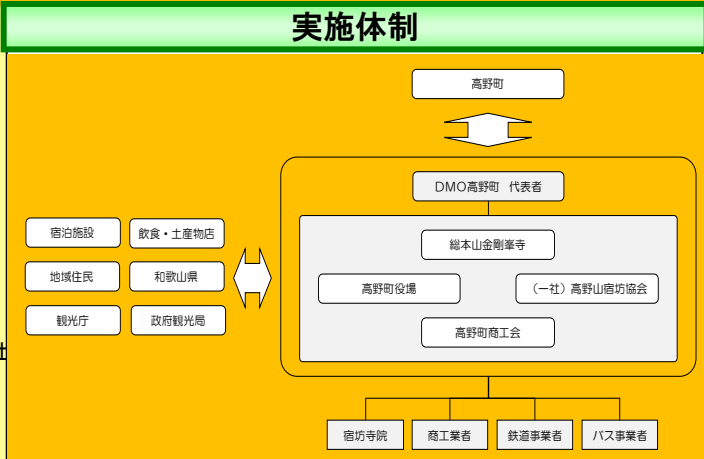 実施体制
高野町
DMO高野町 代表者
総本山金剛峯寺
高野町役場
(一社)高野山宿坊協会
高野町商工会
宿泊施設
飲食・土産物店
地域住民
和歌山県
観光庁
政府観光局
宿坊寺院
商工業者
鉄道事業者
バス事業者